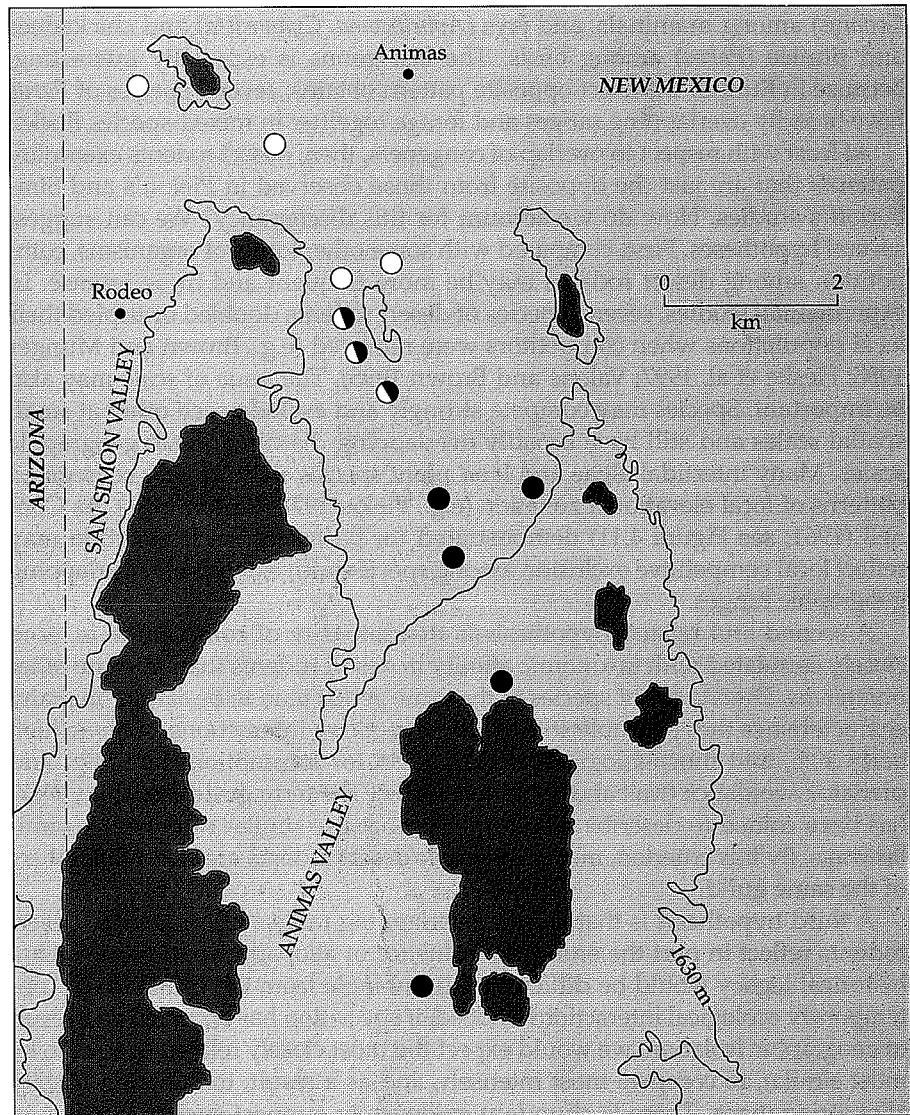 Animas
NEW MEXICO
Rodeo
0 2
km
ARIZONA
SAN SIMON VALLEY
ANIMAS VALLEY
1630 m